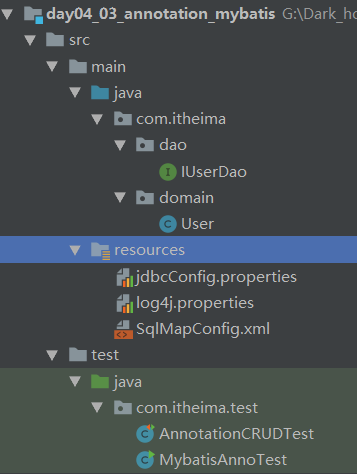 day04_03_annotation_mybatis G:\Dark_ho
src
main
java
com.itheima
dao
IUserDao
domain
User
resources
jdbcConfig.properties
log4j.properties
SqlMapConfig.xml
test
java
com.itheima.test
AnnotationCRUDTest
MybatisAnnoTest